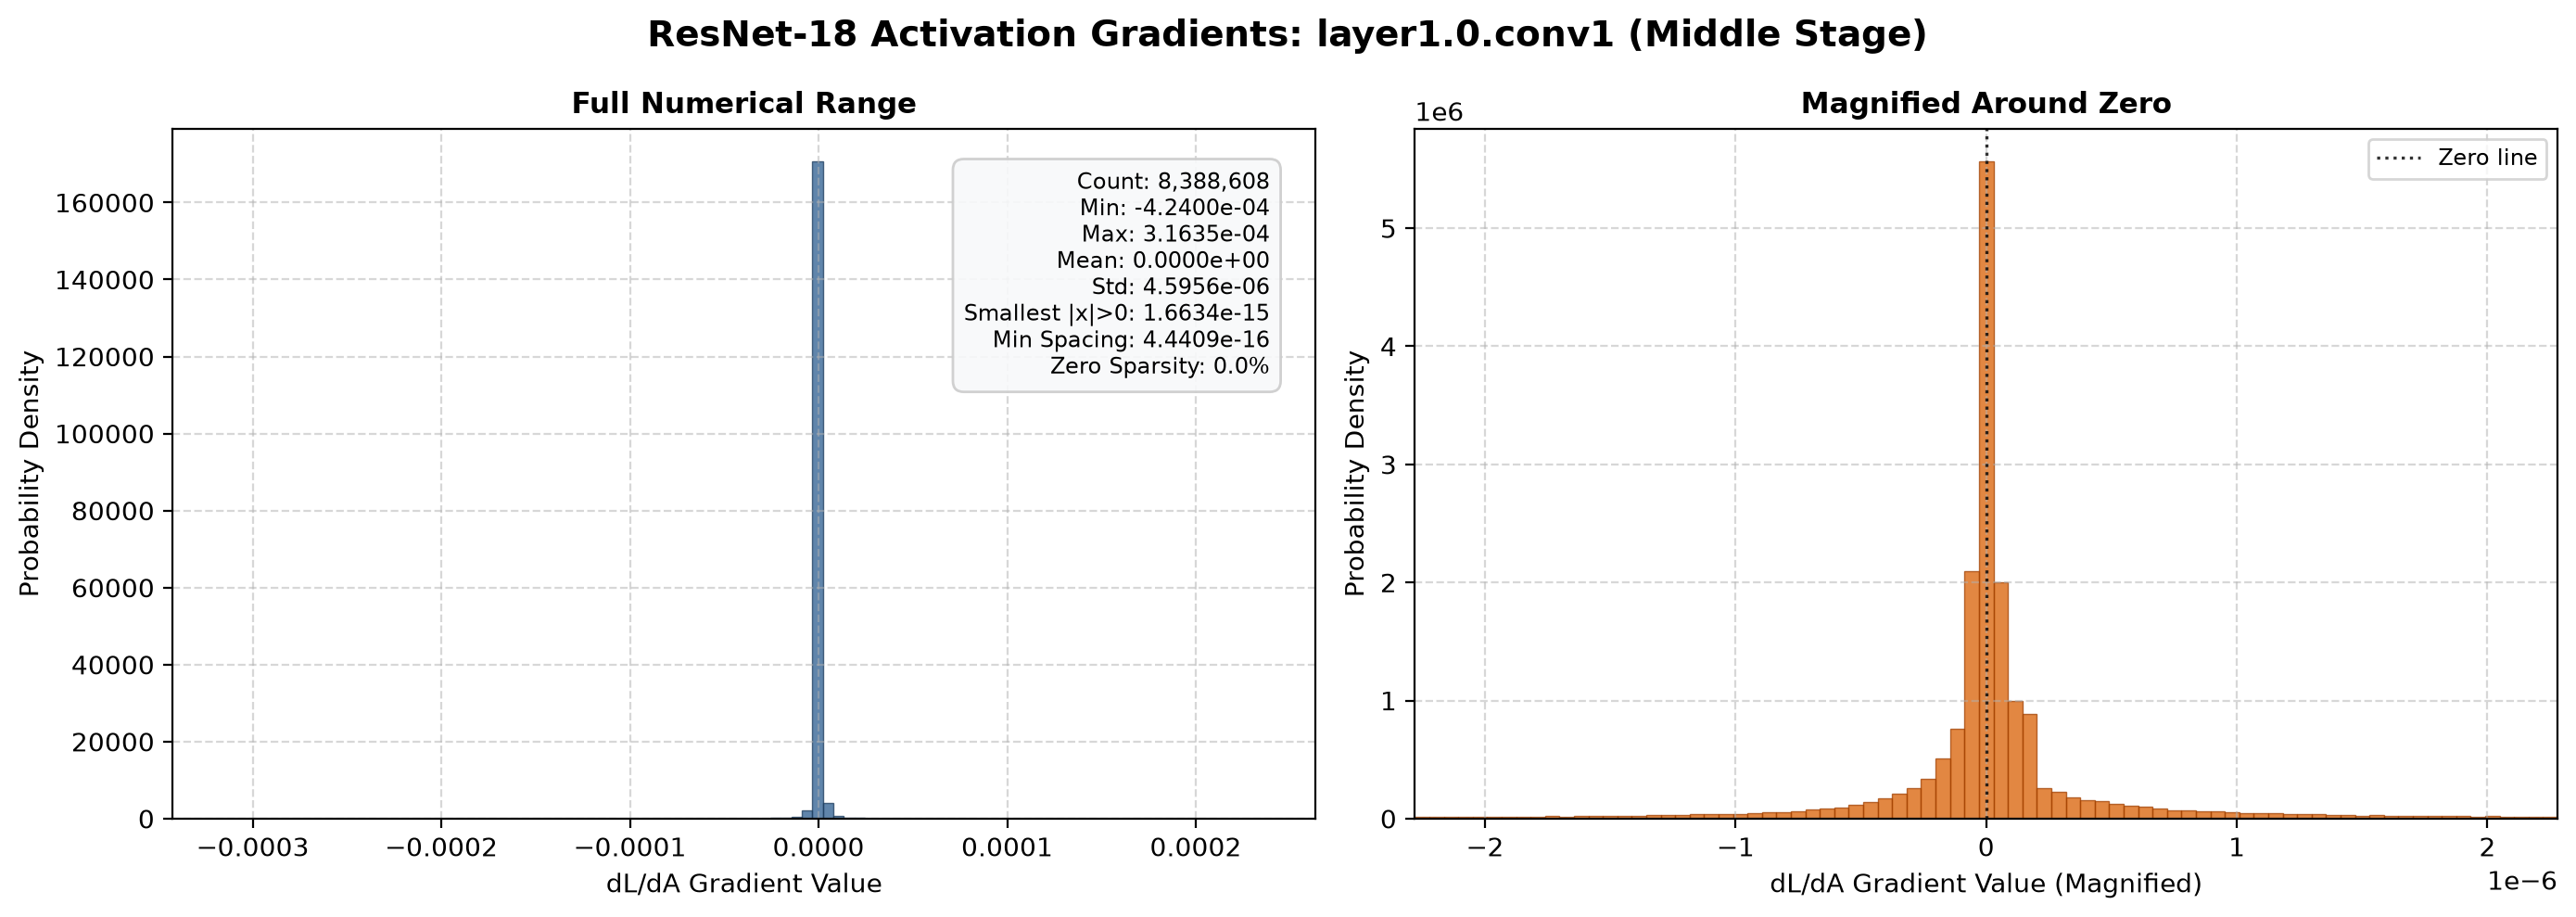 ResNet-18 Activation Gradients: layer1.0.conv1 (Middle Stage)
Full Numerical Range
Probability Density
160000
140000
120000
100000
80000
60000
40000
20000
0
Count: 8,388,608
Min: -4.2400e-04
Max: 3.1635e-04
Mean: 0.0000e+00
Std: 4.5956e-06
Smallest |x|>0: 1.6634e-15
Min Spacing: 4.4409e-16
Zero Sparsity: 0.0%
−0.0003 −0.0002 −0.0001 0.0000 0.0001 0.0002
dL/dA Gradient Value
Magnified Around Zero
1e6
Zero line
Probability Density
5
4
3
2
1
0
−2 −1 0 1 2
1e−6
dL/dA Gradient Value (Magnified)